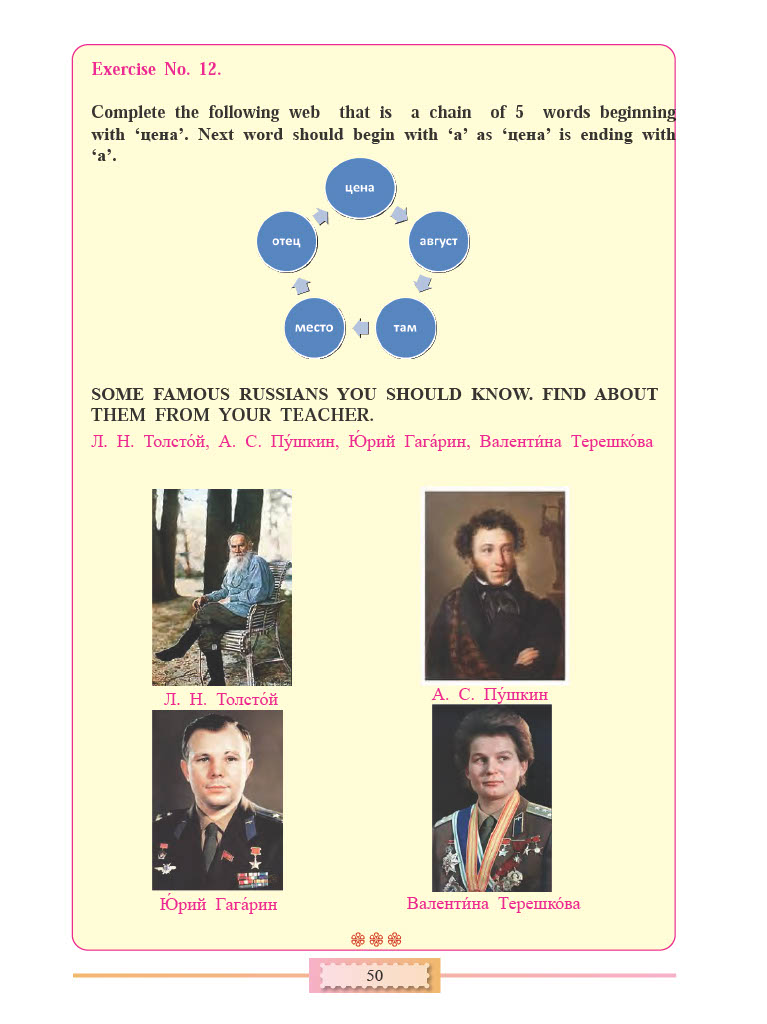 Exercise No. 12.
Complete the following web that is a chain of 5 words beginning
with ‘цена’. Next word should begin with ‘а’ as ‘цена’ is ending with
‘а’.
цена
отец
август
место
там
SOME FAMOUS RUSSIANS YOU SHOULD KNOW. FIND ABOUT
THEM FROM YOUR TEACHER.
Л. Н. Толсто́й, А. С. Пу́шкин, Ю́рий Гага́рин, Валенти́на Терешко́ва
Л. Н. Толсто́й
А. С. Пу́шкин
Ю́рий Гага́рин
Валенти́на Терешко́ва
50